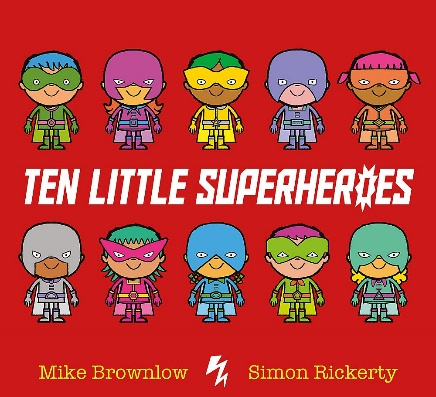 TEN LITTLE SUPERHEROES
Mike Brownlow Simon Rickerty